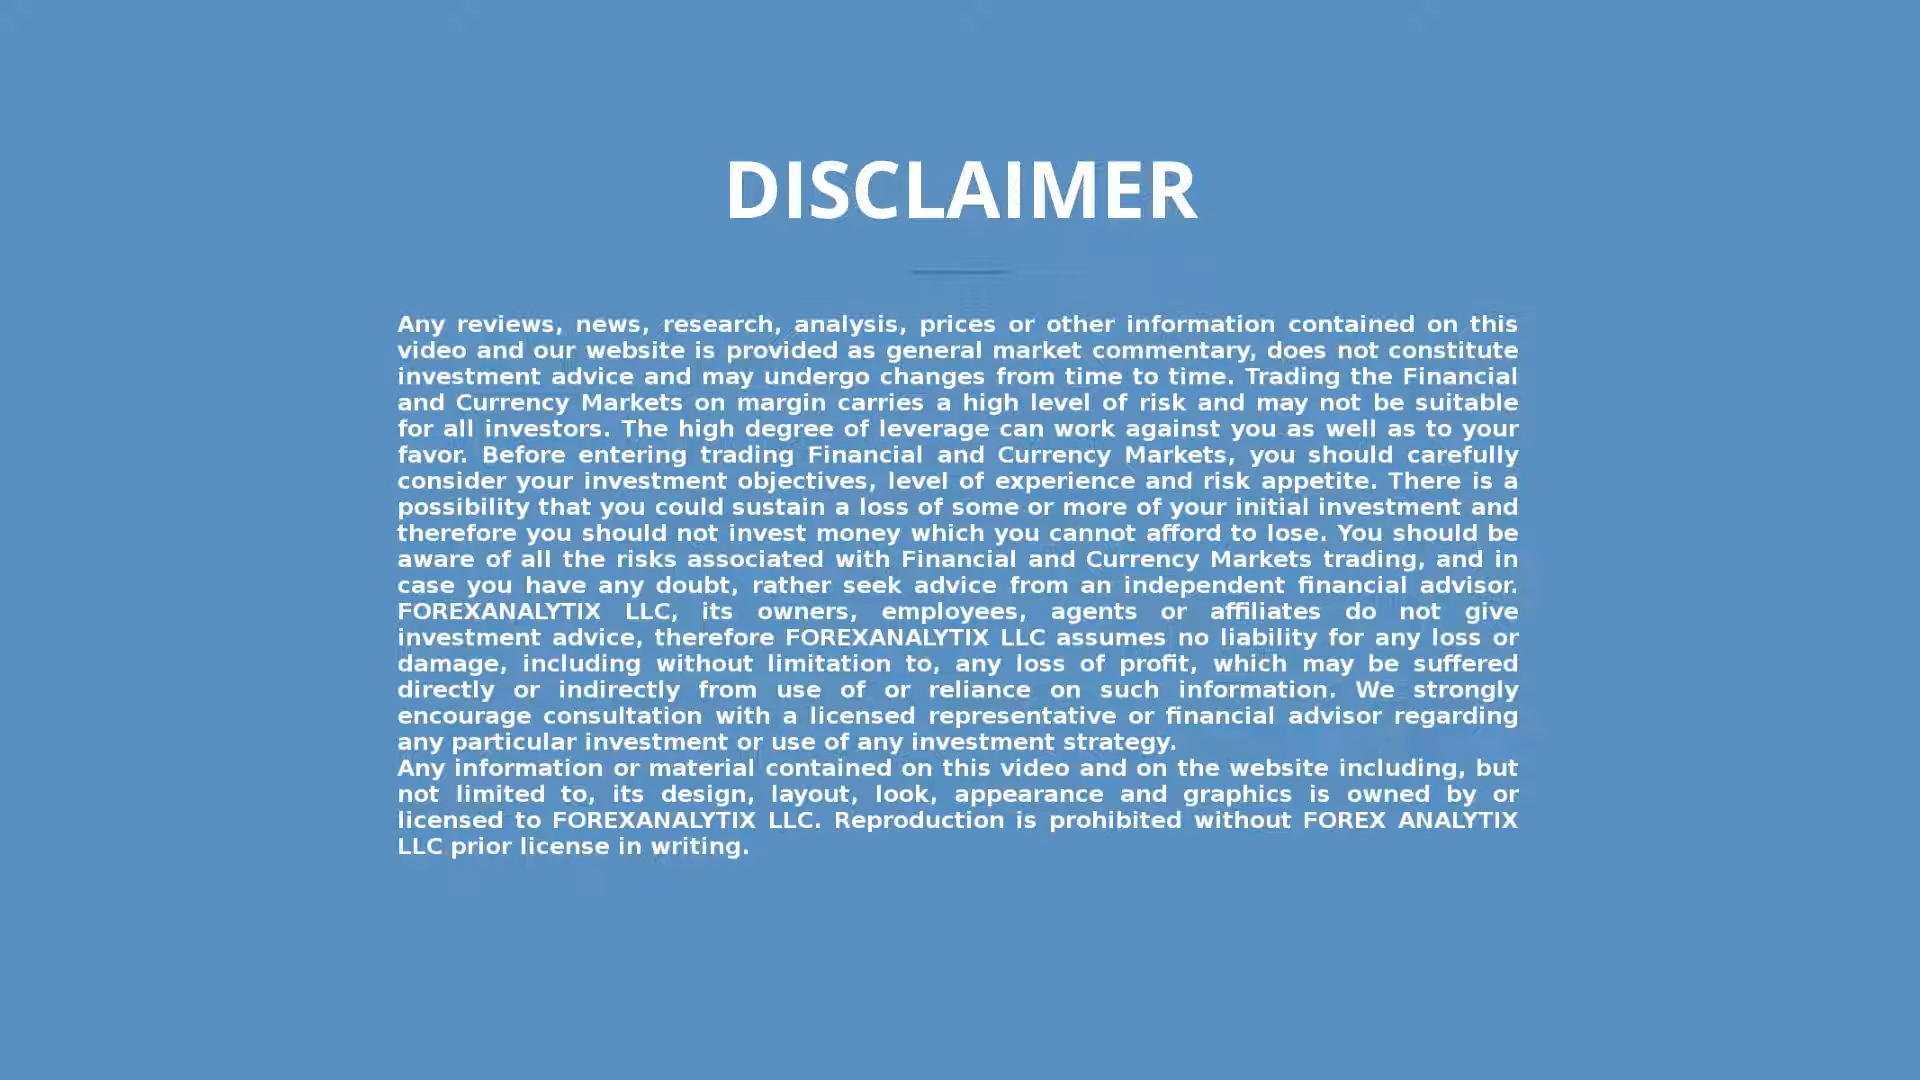 DISCLAIMER
Any reviews, news, research, analysis, prices or other information contained on this
video and our website is provided as general market commentary, does not constitute
investment advice and may undergo changes from time to time. Trading the Financial
and Currency Markets on margin carries a high level of risk and may not be suitable
for all investors. The high degree of leverage can work against you as well as to your
favor. Before entering trading Financial and Currency Markets, you should carefully
consider your investment objectives, level of experience and risk appetite. There is a
possibility that you could sustain a loss of some or more of your initial investment and
therefore you should not invest money which you cannot afford to lose. You should be
aware of all the risks associated with Financial and Currency Markets trading, and in
case you have any doubt, rather seek advice from an independent financial advisor.
FOREXANALYTIX LLC, its owners, employees, agents or affiliates do not give
investment advice, therefore FOREXANALYTIX LLC assumes no liability for any loss or
damage, including without limitation to, any loss of profit, which may be suffered
directly or indirectly from use of or reliance on such information. We strongly
encourage consultation with a licensed representative or financial advisor regarding
any particular investment or use of any investment strategy.
Any information or material contained on this video and on the website including, but
not limited to, its design, layout, look, appearance and graphics is owned by or
licensed to FOREXANALYTIX LLC. Reproduction is prohibited without FOREX ANALYTIX
LLC prior license in writing.